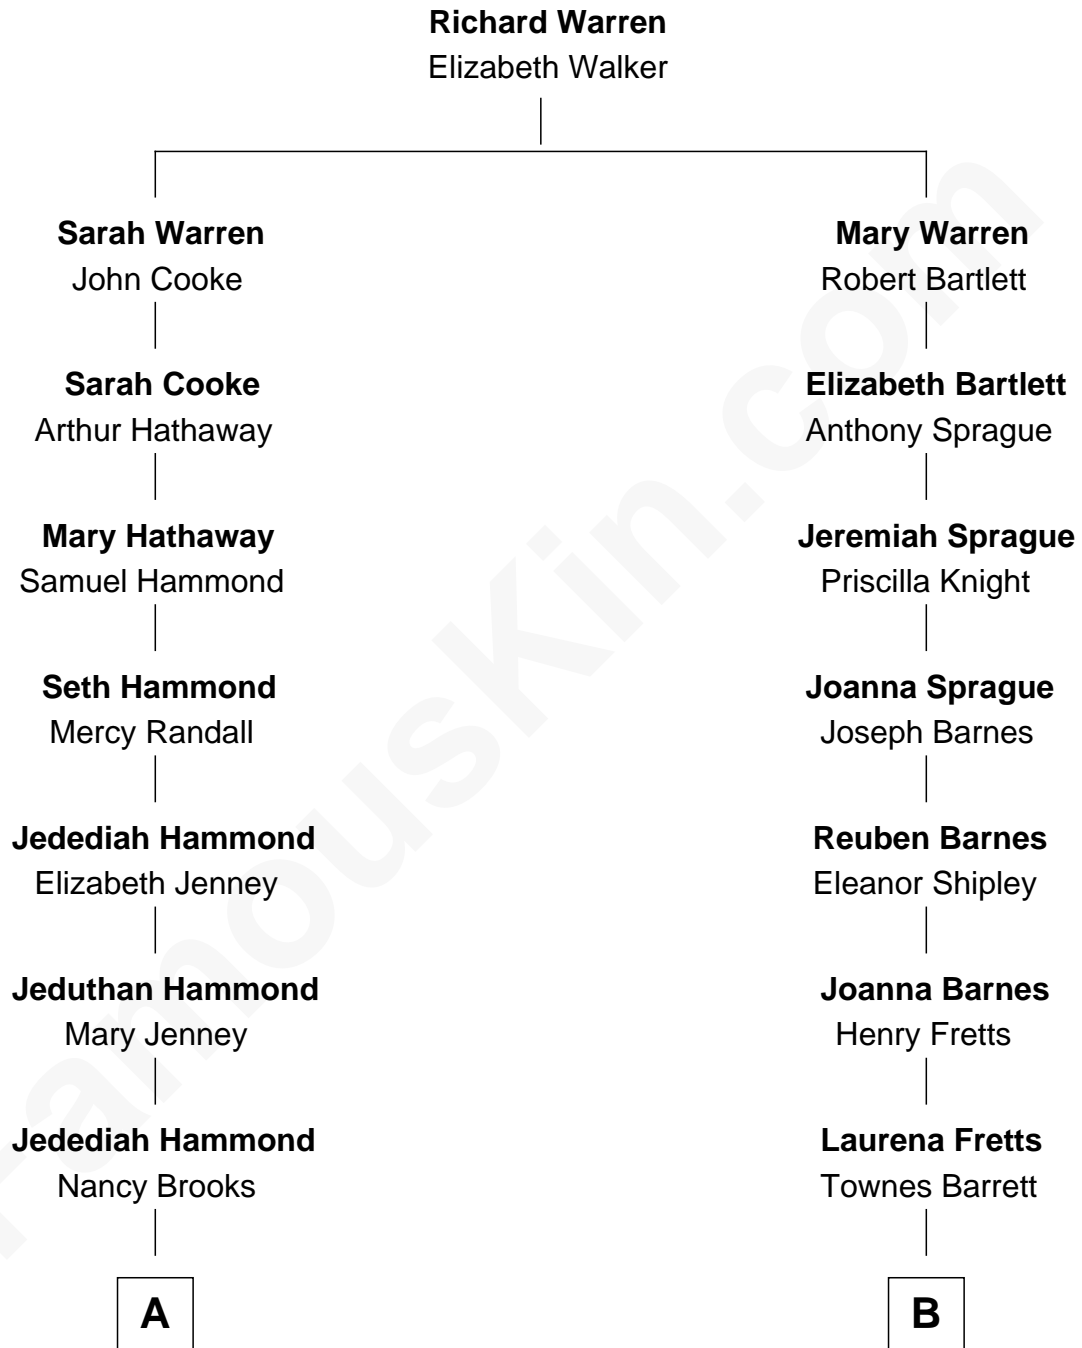 Richard Warren
Elizabeth Walker
Sarah Warren
John Cooke
Mary Warren
Robert Bartlett
Sarah Cooke
Arthur Hathaway
Elizabeth Bartlett
Anthony Sprague
Mary Hathaway
Samuel Hammond
Jeremiah Sprague
Priscilla Knight
Seth Hammond
Mercy Randall
Joanna Sprague
Joseph Barnes
Jedediah Hammond
Elizabeth Jenney
Reuben Barnes
Eleanor Shipley
Jeduthan Hammond
Mary Jenney
Joanna Barnes
Henry Fretts
Jedediah Hammond
Nancy Brooks
Laurena Fretts
Townes Barrett
A
B
FamousKin.com